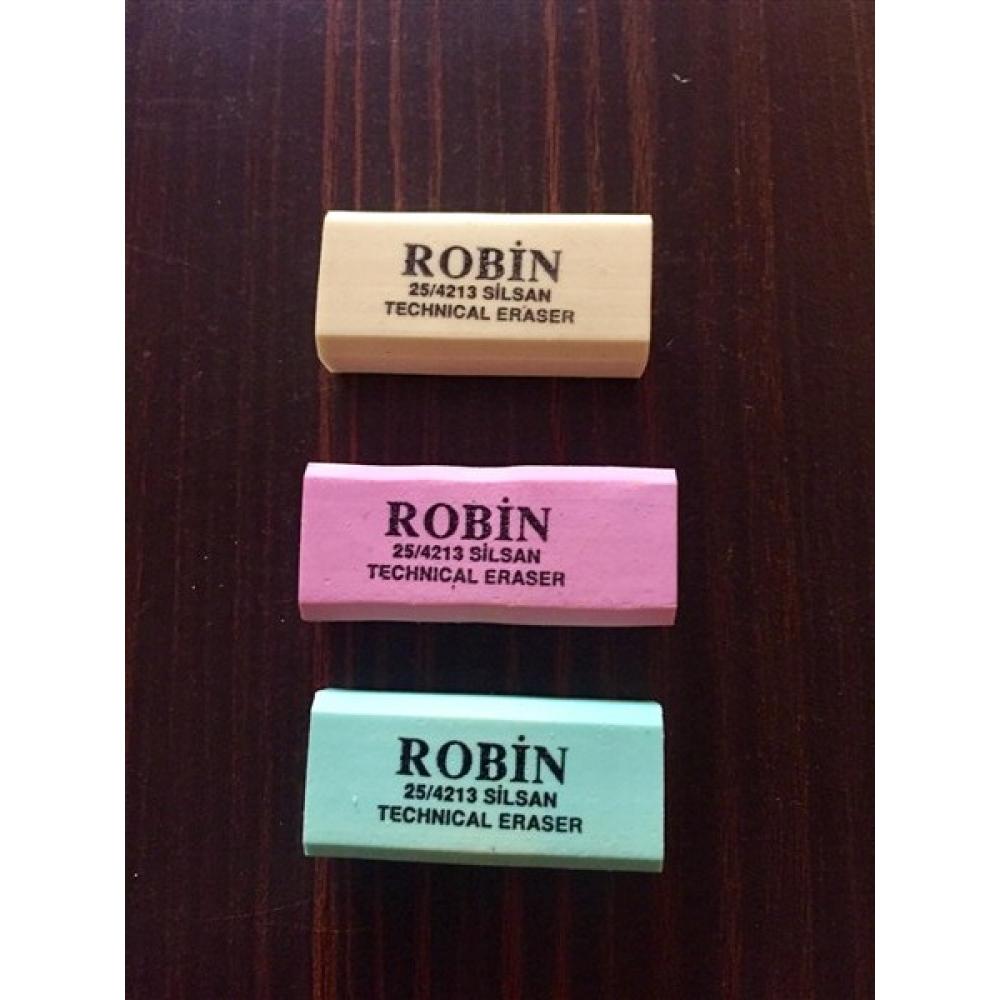 ROBİN
25/4213 SİLSAN
TECHNICAL ERASER
ROBİN
25/4213 SİLSAN
TECHNICAL ERASER
ROBİN
25/4213 SİLSAN
TECHNICAL ERASER